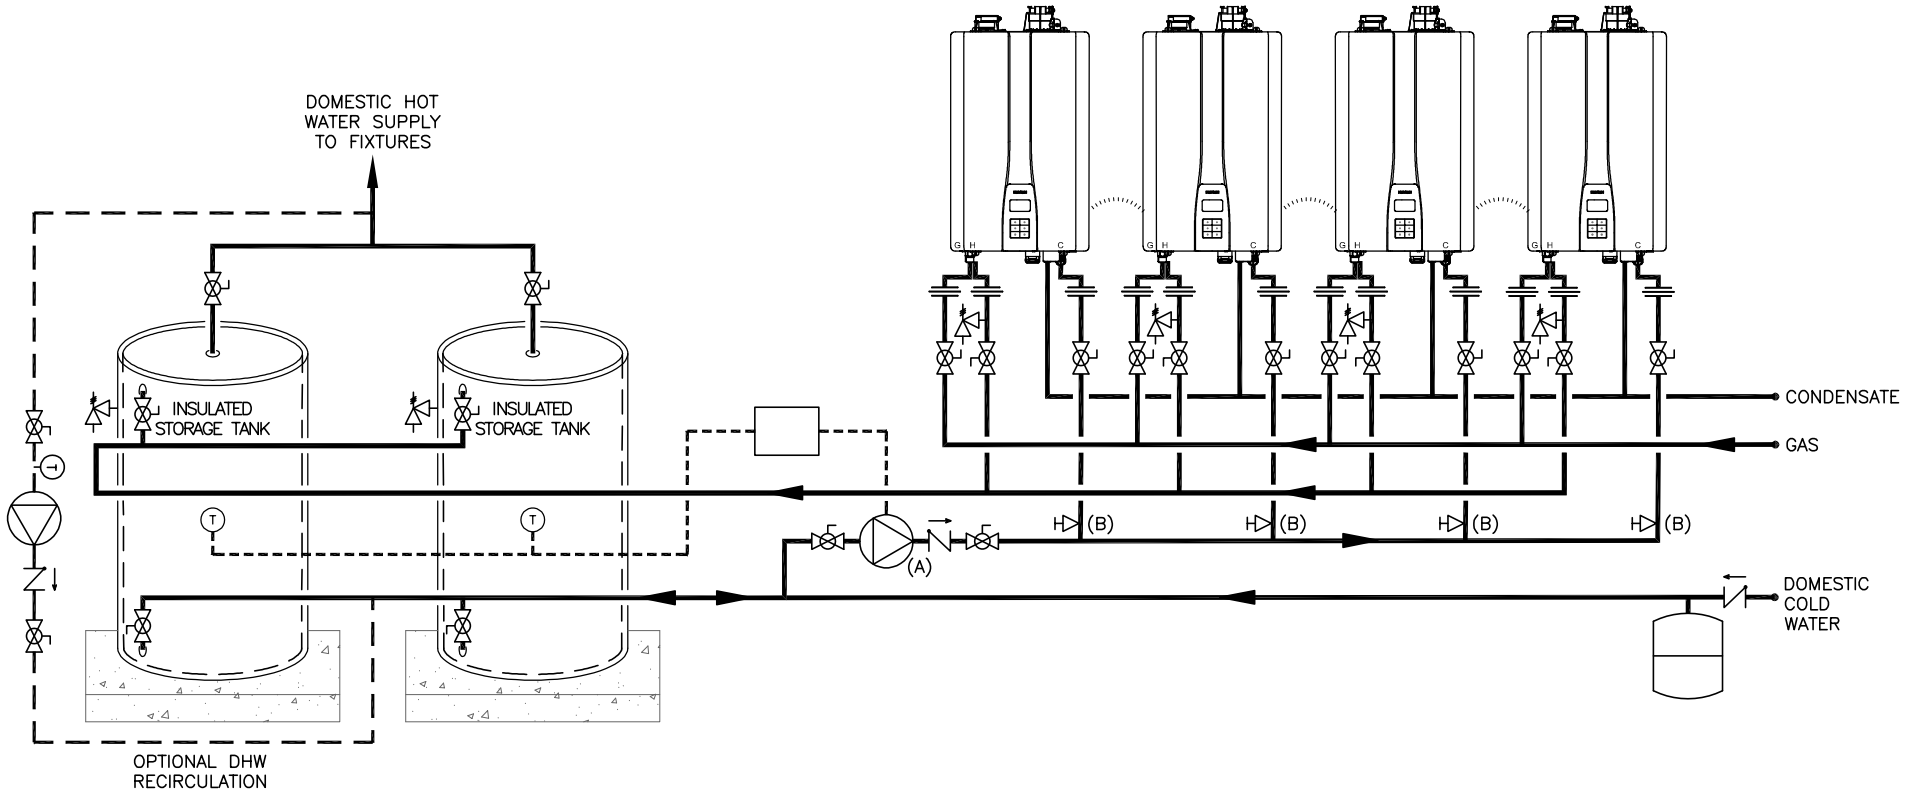 DOMESTIC HOT
WATER SUPPLY
TO FIXTURES
G H C
G H C
G H C
G H C
INSULATED
STORAGE TANK
INSULATED
STORAGE TANK
CONDENSATE
GAS
T
T
T
(B)
(B)
(B)
(B)
(A)
DOMESTIC
COLD
WATER
OPTIONAL DHW
RECIRCULATION